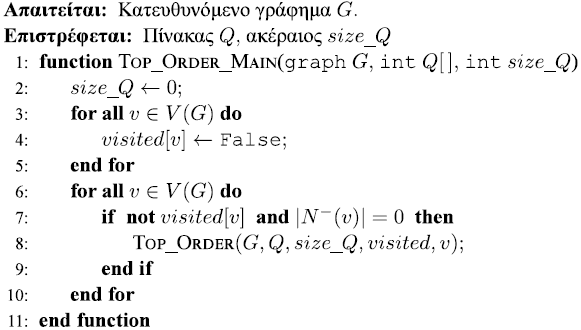 Απαιτείται: Κατευθυνόμενο γράφημα G.
Επιστρέφεται: Πίνακας Q, ακέραιος size_Q
1: function TOP_ORDER_MAIN(graph G, int Q[ ], int size_Q)
2: size_Q ← 0;
3: for all v ∈ V(G) do
4: visited[v] ← False;
5: end for
6: for all v ∈ V(G) do
7: if not visited[v] and |N⁻(v)| = 0 then
8: TOP_ORDER(G, Q, size_Q, visited, v);
9: end if
10: end for
11: end function